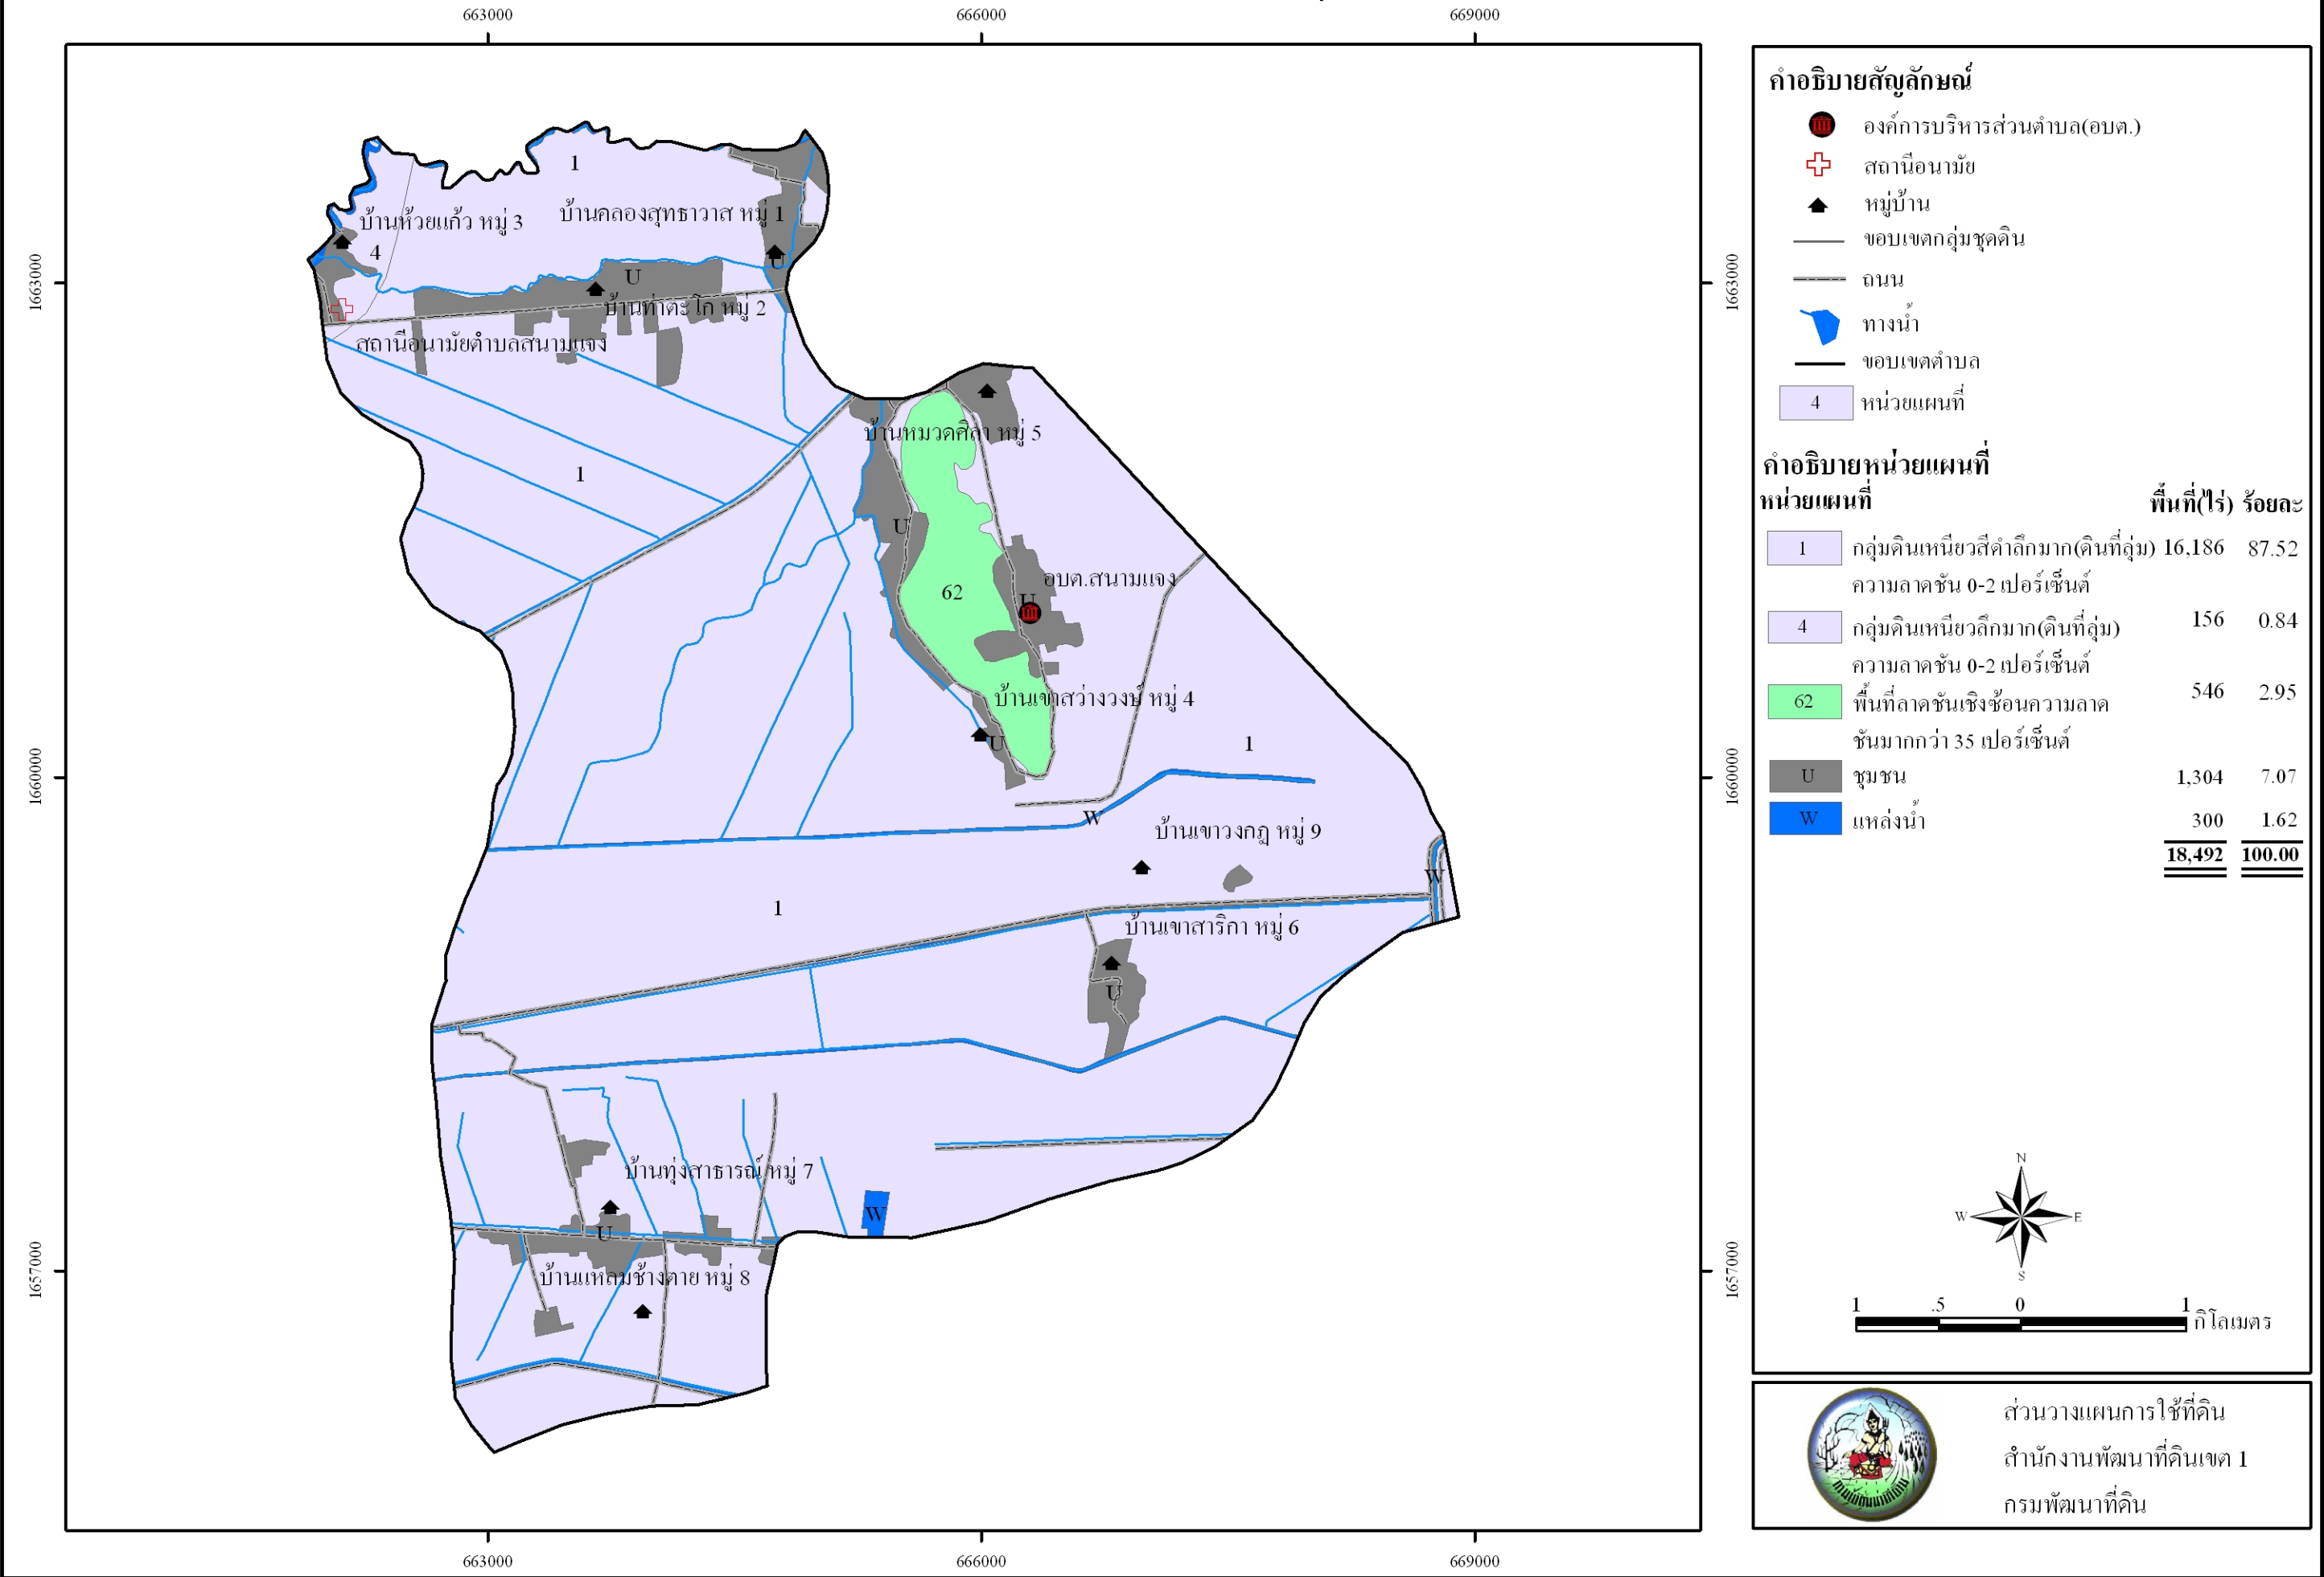 663000 666000 669000
1663000 1663000
1660000 1660000
1657000 1657000
1
บ้านห้วยแก้ว หมู่ 3 บ้านคลองสุทธาวาส หมู่ 1
4
U
U
บ้านท่าตะโก หมู่ 2
สถานีอนามัยตำบลสนามแจง
บ้านหมวดศิลา หมู่ 5
1
U
อบต.สนามแจง
62
U
บ้านเขาสว่างวงษ์ หมู่ 4
U
1
W
บ้านเขาวงกฎ หมู่ 9
W
1
บ้านเขาสาริกา หมู่ 6
U
บ้านทุ่งสาธารณ์ หมู่ 7
W
U
บ้านแหลมช้างตาย หมู่ 8
663000 666000 669000
คำอธิบายสัญลักษณ์
องค์การบริหารส่วนตำบล(อบต.)
สถานีอนามัย
หมู่บ้าน
ขอบเขตกลุ่มชุดดิน
ถนน
ทางน้ำ
ขอบเขตตำบล
4 หน่วยแผนที่
คำอธิบายหน่วยแผนที่
หน่วยแผนที่ พื้นที่(ไร่) ร้อยละ
1 กลุ่มดินเหนียวสีดำลึกมาก(ดินที่ลุ่ม) 16,186 87.52
ความลาดชัน 0-2 เปอร์เซ็นต์
4 กลุ่มดินเหนียวลึกมาก(ดินที่ลุ่ม) 156 0.84
ความลาดชัน 0-2 เปอร์เซ็นต์
62 พื้นที่ลาดชันเชิงซ้อนความลาด 546 2.95
ชันมากกว่า 35 เปอร์เซ็นต์
U ชุมชน 1,304 7.07
W แหล่งน้ำ 300 1.62
18,492 100.00
N
W E
S
1 .5 0 1 กิโลเมตร
ส่วนวางแผนการใช้ที่ดิน
สำนักงานพัฒนาที่ดินเขต 1
กรมพัฒนาที่ดิน
กรมพัฒนาที่ดิน